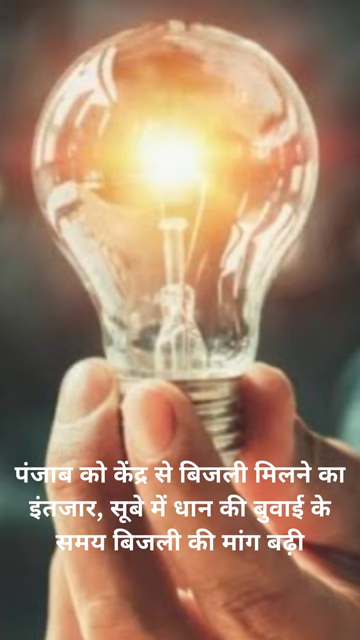 पंजाब को केंद्र से बिजली मिलने का
इंतजार, सूबे में धान की बुवाई के
समय बिजली की मांग बढ़ी